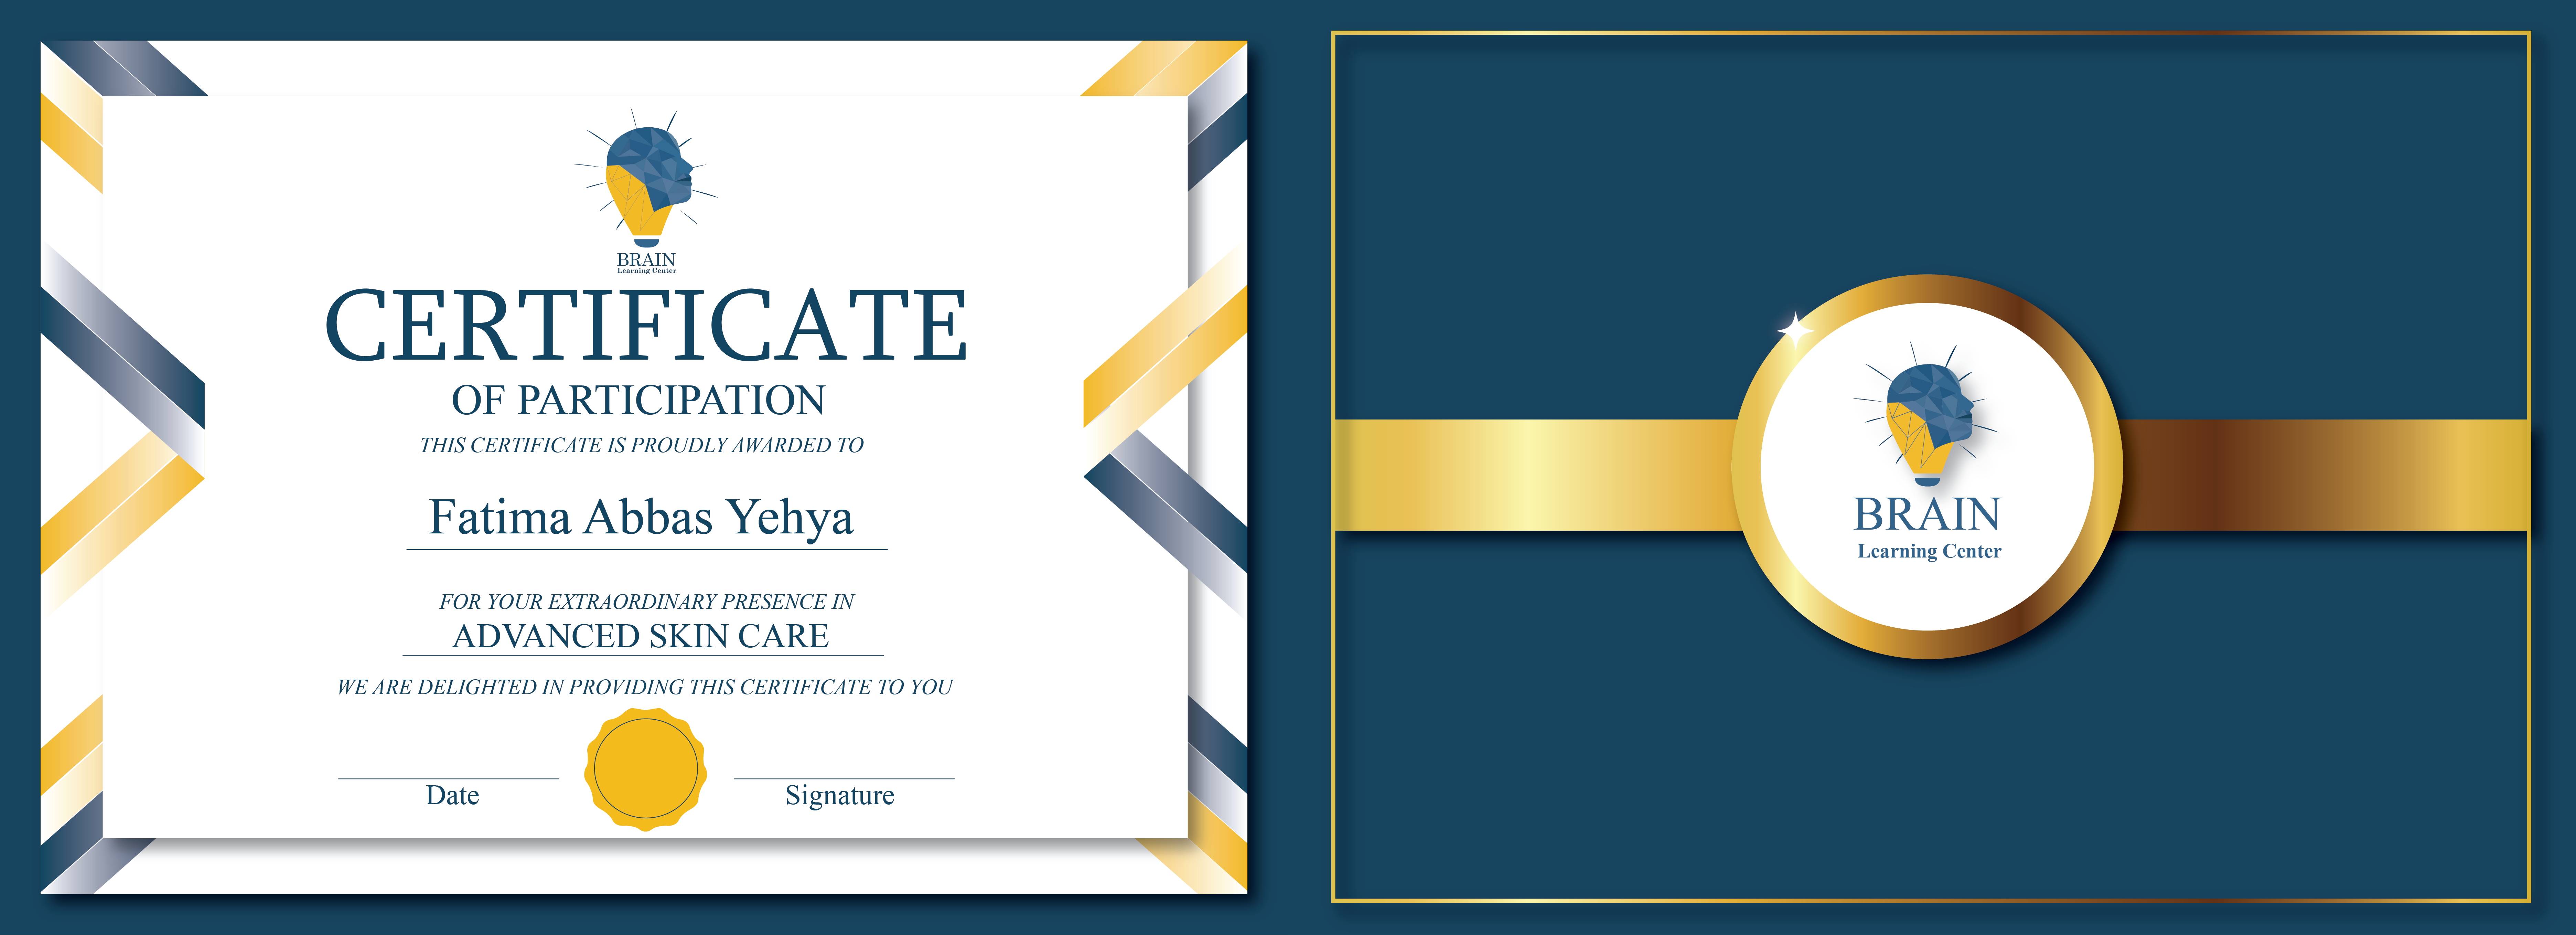 BRAIN
Learning Center
CERTIFICATE
OF PARTICIPATION
THIS CERTIFICATE IS PROUDLY AWARDED TO
Fatima Abbas Yehya
FOR YOUR EXTRAORDINARY PRESENCE IN
ADVANCED SKIN CARE
WE ARE DELIGHTED IN PROVIDING THIS CERTIFICATE TO YOU
Date
Signature
BRAIN
Learning Center